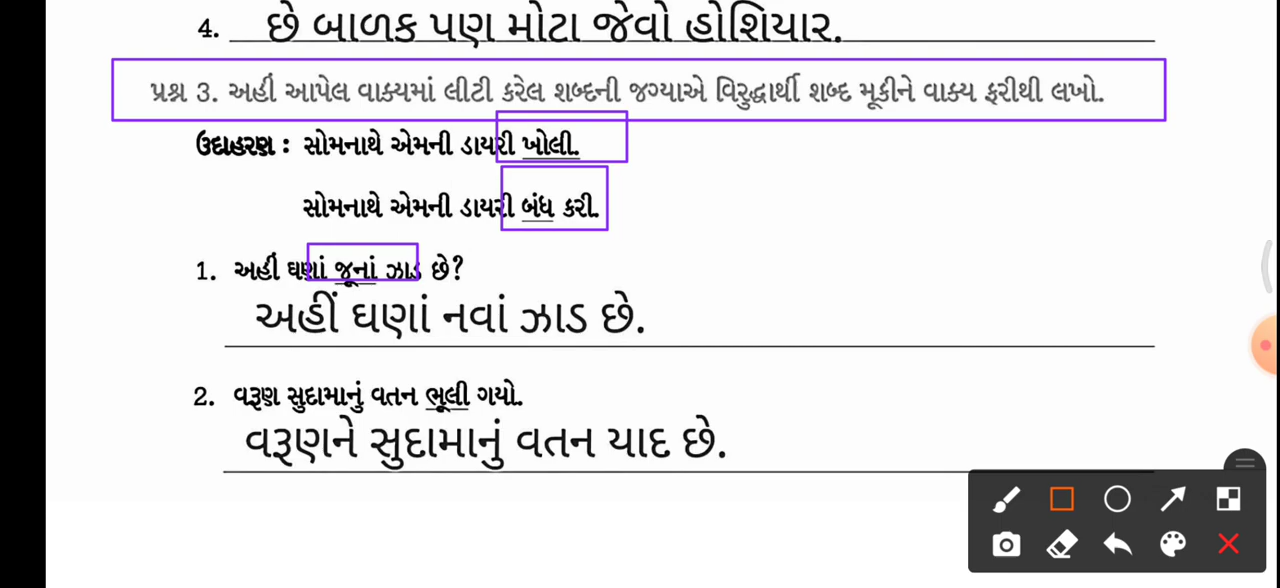 4. છે બાળક પણ મોટા જેવો હોશિયાર.
પ્રશ્ન 3. અહીં આપેલ વાક્યમાં લીટી કરેલ શબ્દની જગ્યાએ વિરુદ્ધાર્થી શબ્દ મૂકીને વાક્ય ફરીથી લખો.
ઉદાહરણ : સોમનાથે એમની ડાયરી ખોલી.
સોમનાથે એમની ડાયરી બંધ કરી.
1. અહીં ઘણાં જૂનાં ઝાડ છે?
અહીં ઘણાં નવાં ઝાડ છે.
2. વરૂણ સુદામાનું વતન ભૂલી ગયો.
વરૂણને સુદામાનું વતન યાદ છે.